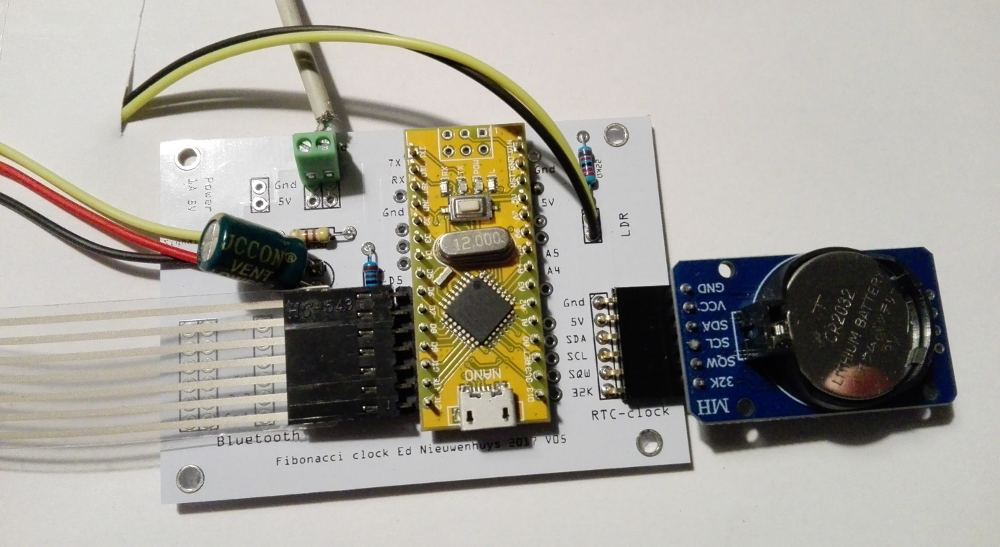 Power
1A 5V
Gnd
5V
TX
RX
Gnd
D5
JCCON®
VENT
12.000
NANO
Gnd
5V
22kΩ
LDR
A5
A4
HC-543
Gnd
5V
SDA
SCL
SQW
32K
RTC-clock
GND
VCC
SDA
SCL
SQW
32K
MH
CR2032
LITHIUM BATTERY
Bluetooth
Fibonacci clock Ed Nieuwenhuys 2017 V05